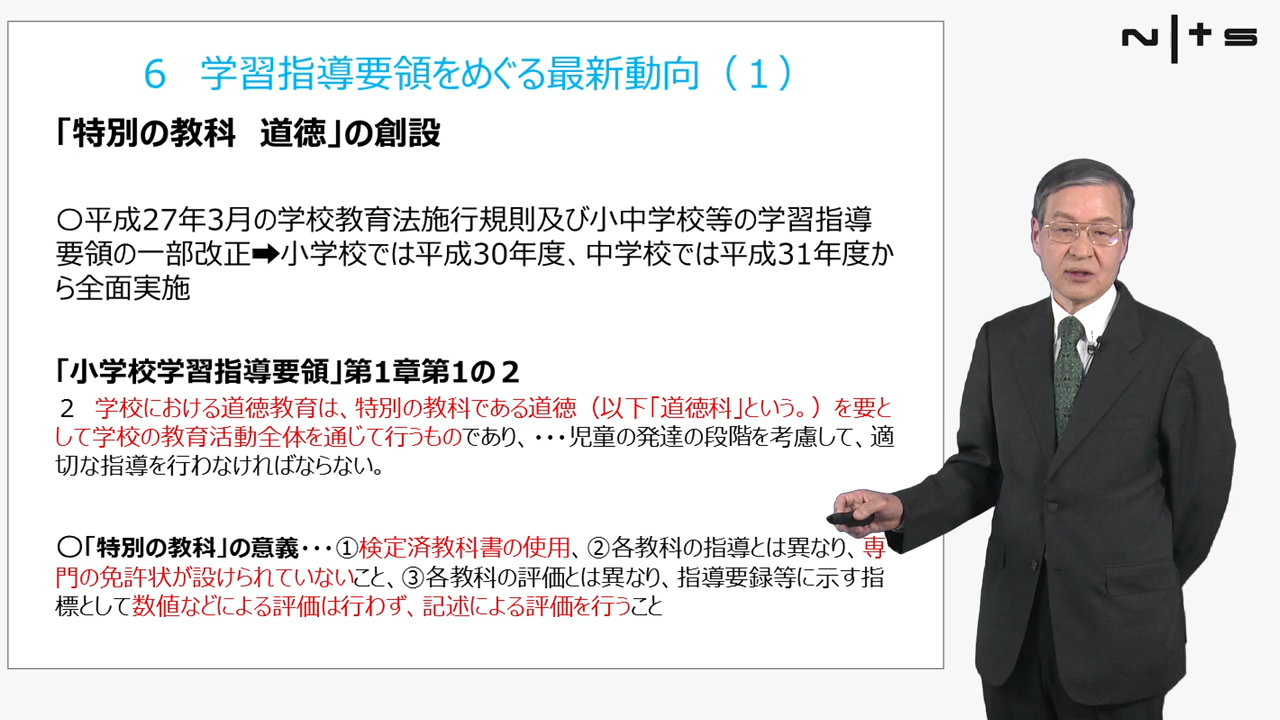 NITS
6　学習指導要領をめぐる最新動向（１）
「特別の教科　道徳」の創設
〇平成27年3月の学校教育法施行規則及び小中学校等の学習指導
要領の一部改正➡小学校では平成30年度、中学校では平成31年度か
ら全面実施
「小学校学習指導要領」第1章第1の２
２　学校における道徳教育は、特別の教科である道徳（以下「道徳科」という。）を要と
して学校の教育活動全体を通じて行うものであり、・・・児童の発達の段階を考慮して、適
切な指導を行わなければならない。
〇「特別の教科」の意義・・・①検定済教科書の使用、②各教科の指導とは異なり、専
門の免許状が設けられていないこと、③各教科の評価とは異なり、指導要録等に示す指
標として数値などによる評価は行わず、記述による評価を行うこと